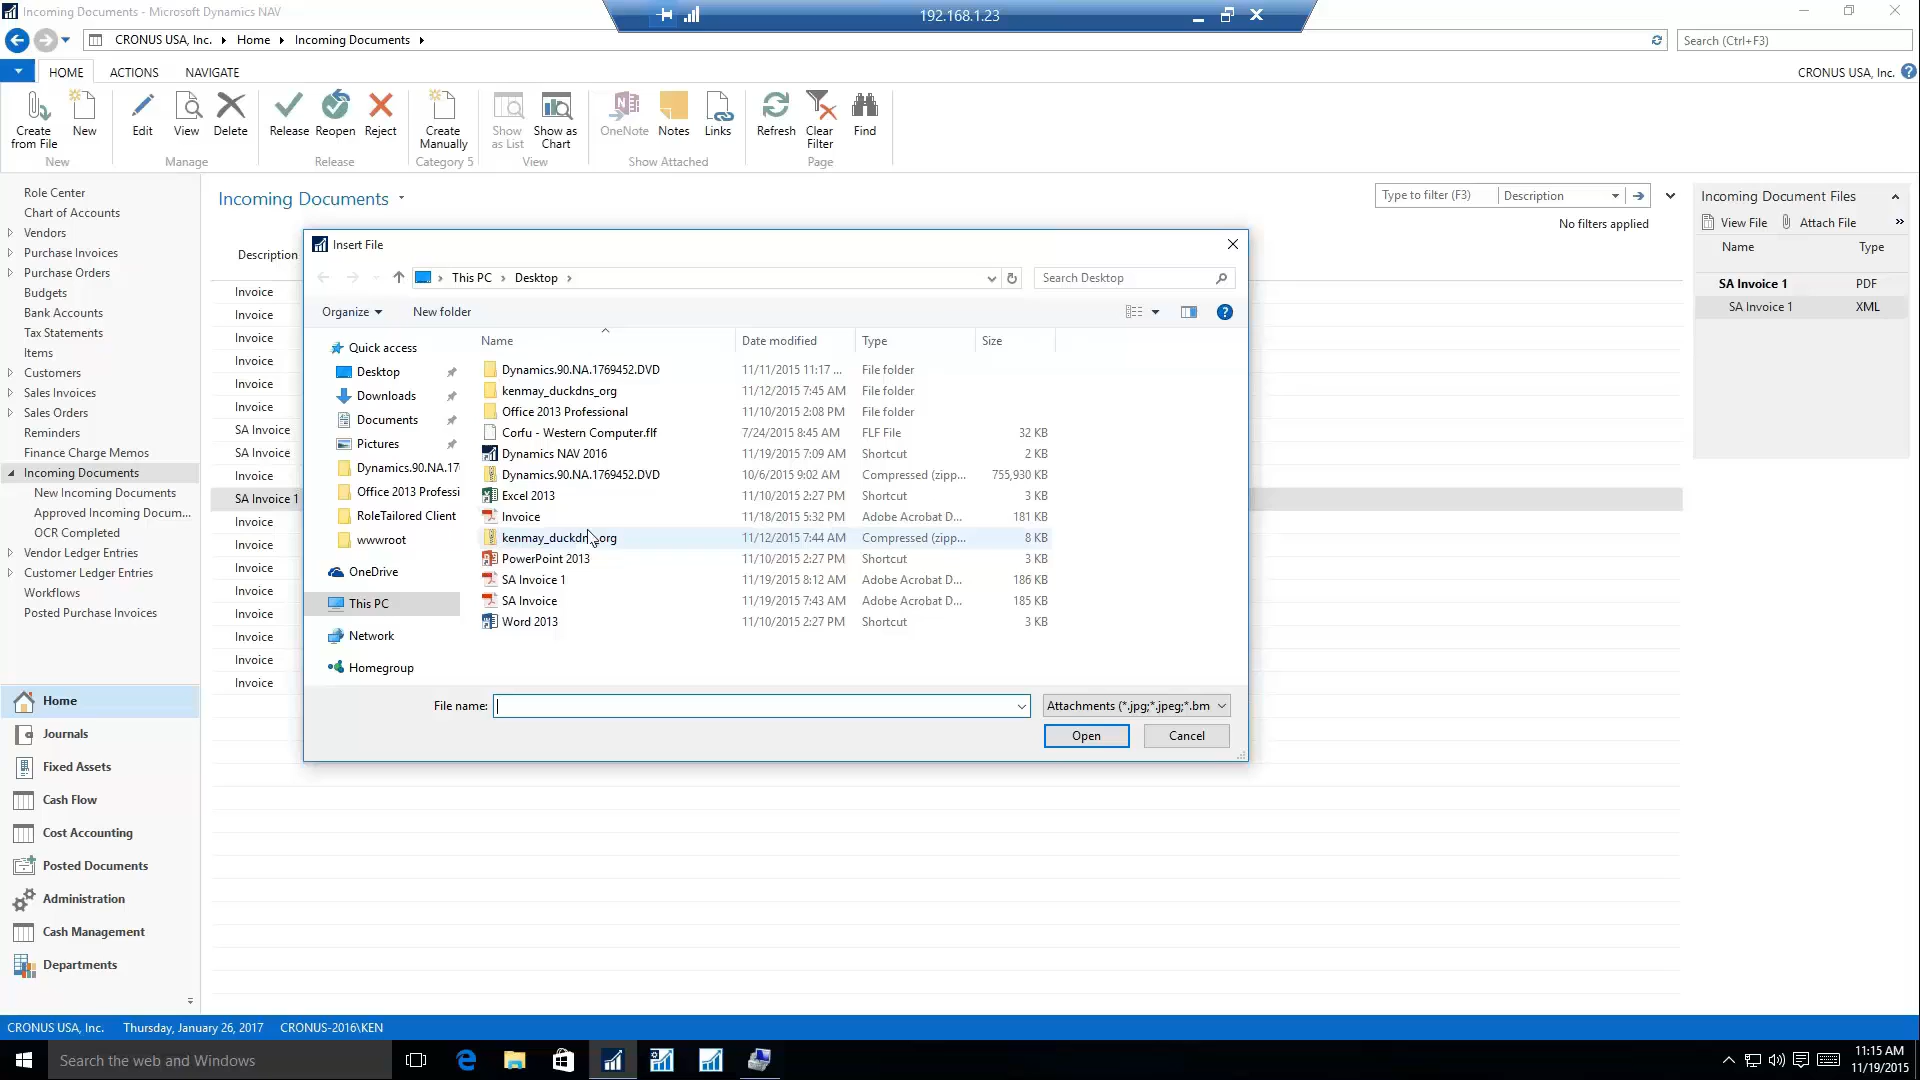 Incoming Documents - Microsoft Dynamics NAV
192.168.1.23
CRONUS USA, Inc. Home Incoming Documents
Search (Ctrl+F3)
HOME ACTIONS NAVIGATE
CRONUS USA, Inc.
Create from File
New
Edit
View
Delete
Release
Reopen
Reject
Create Manually
Show as List
Show as Chart
OneNote
Notes
Links
Refresh
Clear Filter
Find
New Manage Release Category 5 View Show Attached Page
Role Center
Chart of Accounts
Vendors
Purchase Invoices
Purchase Orders
Budgets
Bank Accounts
Tax Statements
Items
Customers
Sales Invoices
Sales Orders
Reminders
Finance Charge Memos
Incoming Documents
New Incoming Documents
Approved Incoming Docum...
OCR Completed
Vendor Ledger Entries
Customer Ledger Entries
Workflows
Posted Purchase Invoices
Home
Journals
Fixed Assets
Cash Flow
Cost Accounting
Posted Documents
Administration
Cash Management
Departments
Incoming Documents
Type to filter (F3) Description
No filters applied
Description
Invoice
Invoice
Invoice
Invoice
Invoice
Invoice
SA Invoice
SA Invoice
Invoice
SA Invoice 1
Invoice
Invoice
Invoice
Invoice
Invoice
Invoice
Invoice
Invoice
Insert File
This PC Desktop
Search Desktop
Organize New folder
Quick access
Desktop
Downloads
Documents
Pictures
Dynamics.90.NA.17
Office 2013 Professi
RoleTailored Client
wwwroot
OneDrive
This PC
Network
Homegroup
Name Date modified Type Size
Dynamics.90.NA.1769452.DVD 11/11/2015 11:17 ... File folder
kenmay_duckdns_org 11/12/2015 7:45 AM File folder
Office 2013 Professional 11/10/2015 2:08 PM File folder
Corfu - Western Computer.flf 7/24/2015 8:45 AM FLF File 32 KB
Dynamics NAV 2016 11/19/2015 7:09 AM Shortcut 2 KB
Dynamics.90.NA.1769452.DVD 10/6/2015 9:02 AM Compressed (zipp... 755,930 KB
Excel 2013 11/10/2015 2:27 PM Shortcut 3 KB
Invoice 11/18/2015 5:32 PM Adobe Acrobat D... 181 KB
kenmay_duckdns_org 11/12/2015 7:44 AM Compressed (zipp... 8 KB
PowerPoint 2013 11/10/2015 2:27 PM Shortcut 3 KB
SA Invoice 1 11/19/2015 8:12 AM Adobe Acrobat D... 186 KB
SA Invoice 11/19/2015 7:43 AM Adobe Acrobat D... 185 KB
Word 2013 11/10/2015 2:27 PM Shortcut 3 KB
File name:
Attachments (*.jpg;*.jpeg;*.bm
Open Cancel
Incoming Document Files
View File Attach File
Name Type
SA Invoice 1 PDF
SA Invoice 1 XML
CRONUS USA, Inc. Thursday, January 26, 2017 CRONUS-2016\KEN
Search the web and Windows
11:15 AM
11/19/2015